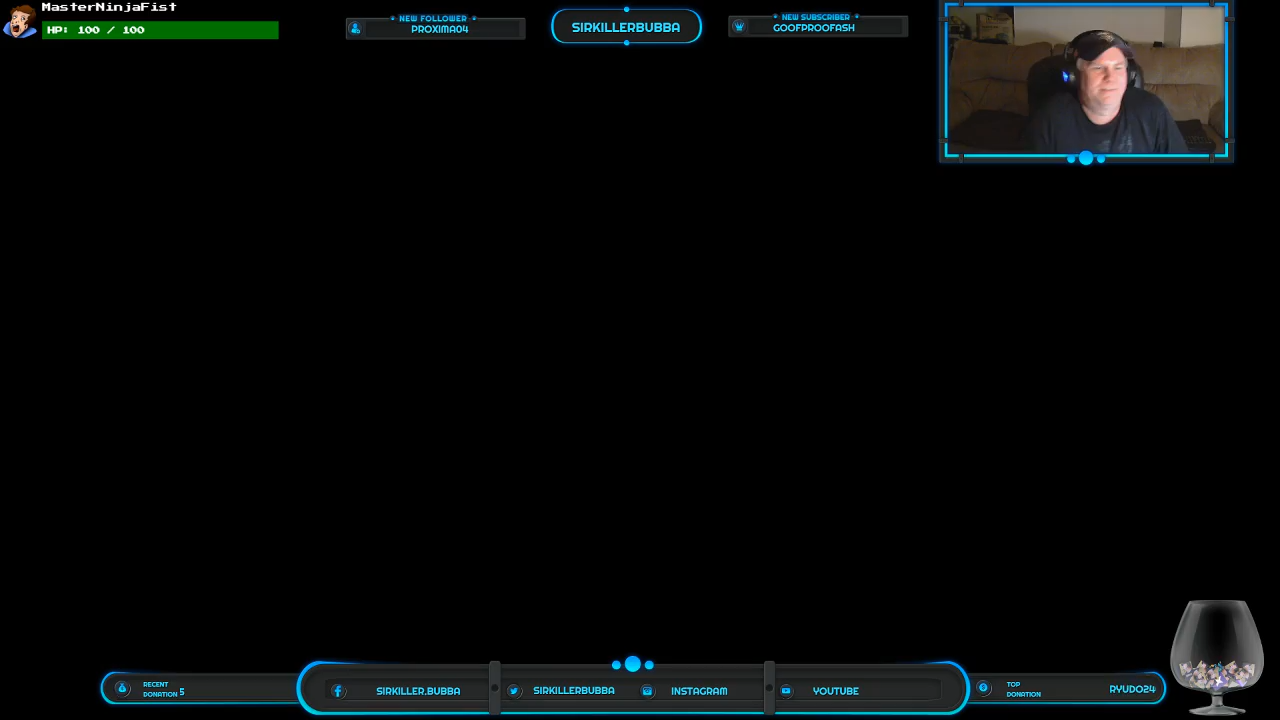 MasterNinjaFist
HP: 100 / 100
NEW FOLLOWER
PROXIMA04
SIRKILLERBUBBA
NEW SUBSCRIBER
GOOFPROOFASH
RECENT
DONATION 5
SIRKILLER.BUBBA
SIRKILLERBUBBA
INSTAGRAM
YOUTUBE
TOP
DONATION
RYUDO24